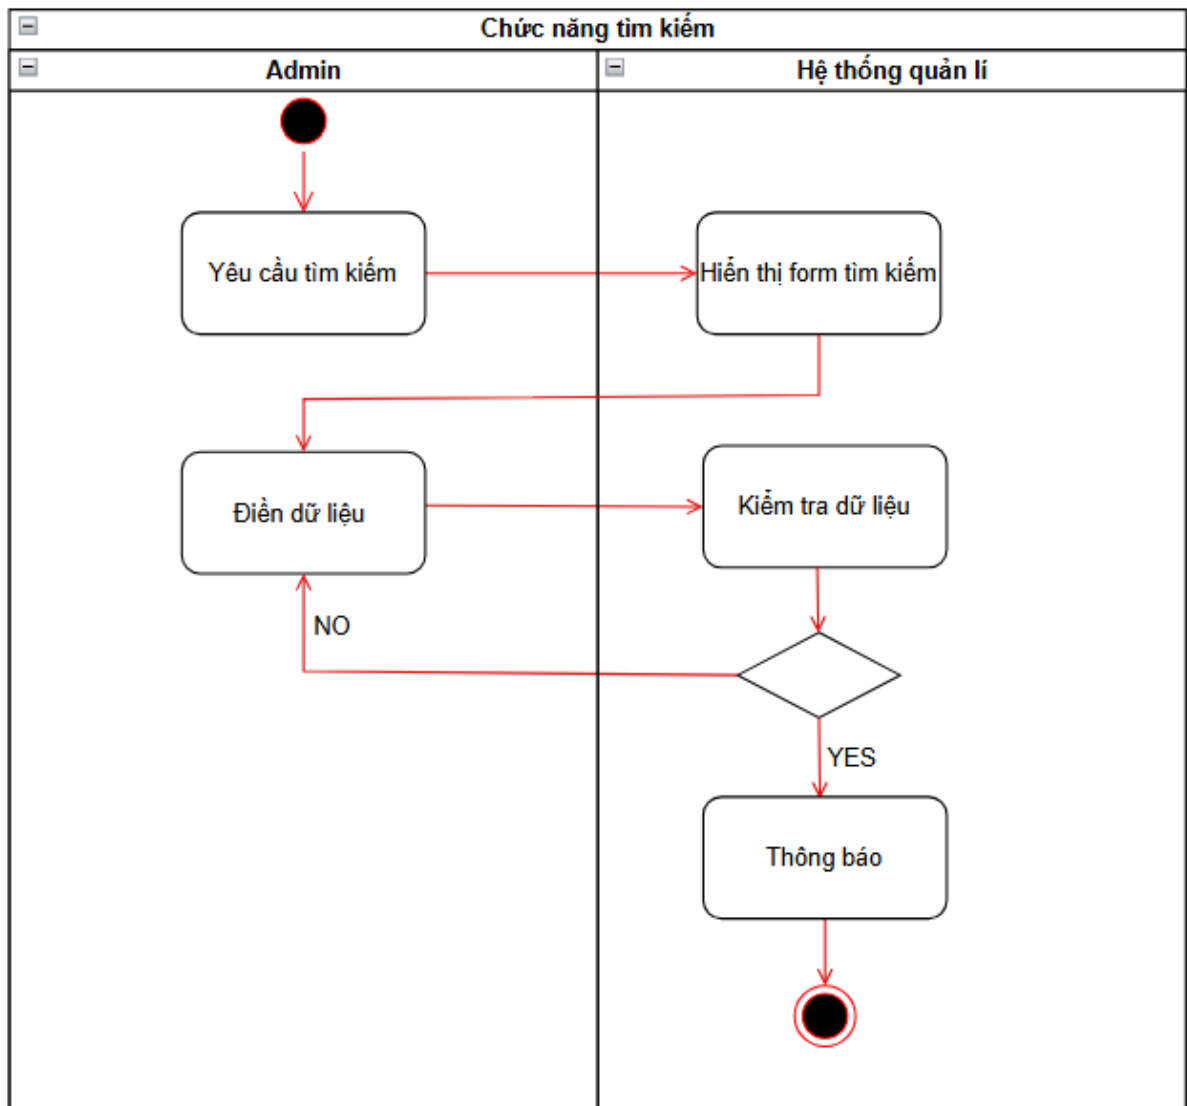 Chức năng tìm kiếm
Admin
Hệ thống quản lí
Yêu cầu tìm kiếm
Hiển thị form tìm kiếm
Điền dữ liệu
Kiểm tra dữ liệu
NO
YES
Thông báo